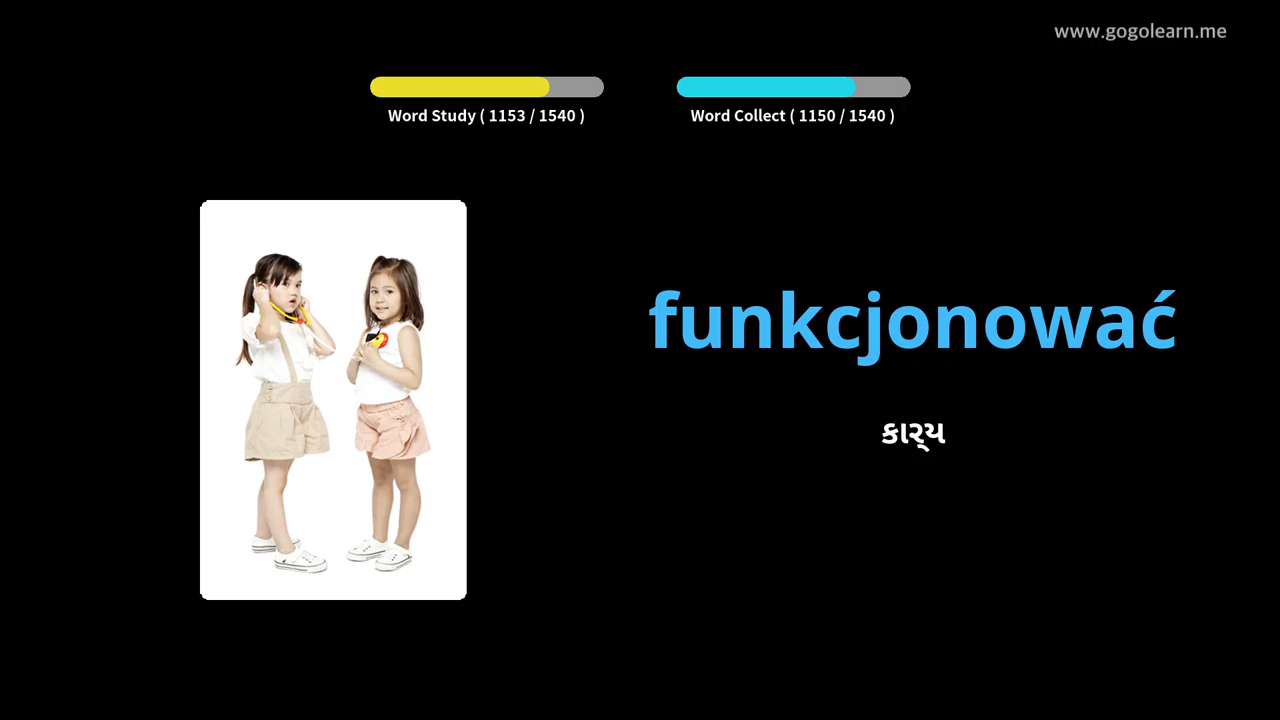 www.gogolearn.me
Word Study ( 1153 / 1540 )
Word Collect ( 1150 / 1540 )
funkcjonować
કાર્ય